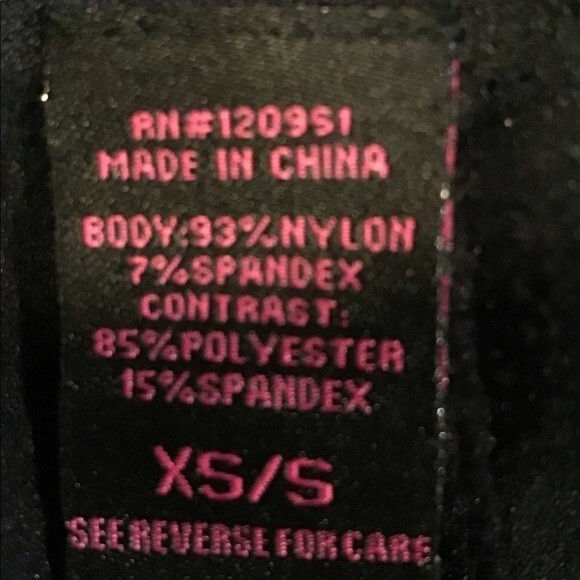 RN#120951
MADE IN CHINA
BODY:93%NYLON
7%SPANDEX
CONTRAST:
85%POLYESTER
15%SPANDEX
XS/S
SEE REVERSE FOR CARE